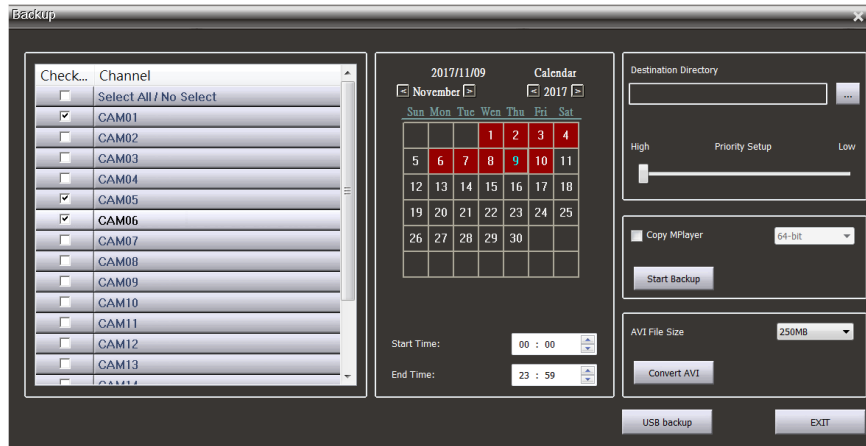 Backup
Check... Channel
Select All / No Select
CAM01
CAM02
CAM03
CAM04
CAM05
CAM06
CAM07
CAM08
CAM09
CAM10
CAM11
CAM12
CAM13
CAM14
2017/11/09 Calendar
< November > < 2017 >
Sun Mon Tue Wen Thu Fri Sat
1 2 3 4
5 6 7 8 9 10 11
12 13 14 15 16 17 18
19 20 21 22 23 24 25
26 27 28 29 30
Start Time: 00 : 00
End Time: 23 : 59
Destination Directory
...
High Priority Setup Low
Copy MPlayer 64-bit
Start Backup
AVI File Size 250MB
Convert AVI
USB backup EXIT